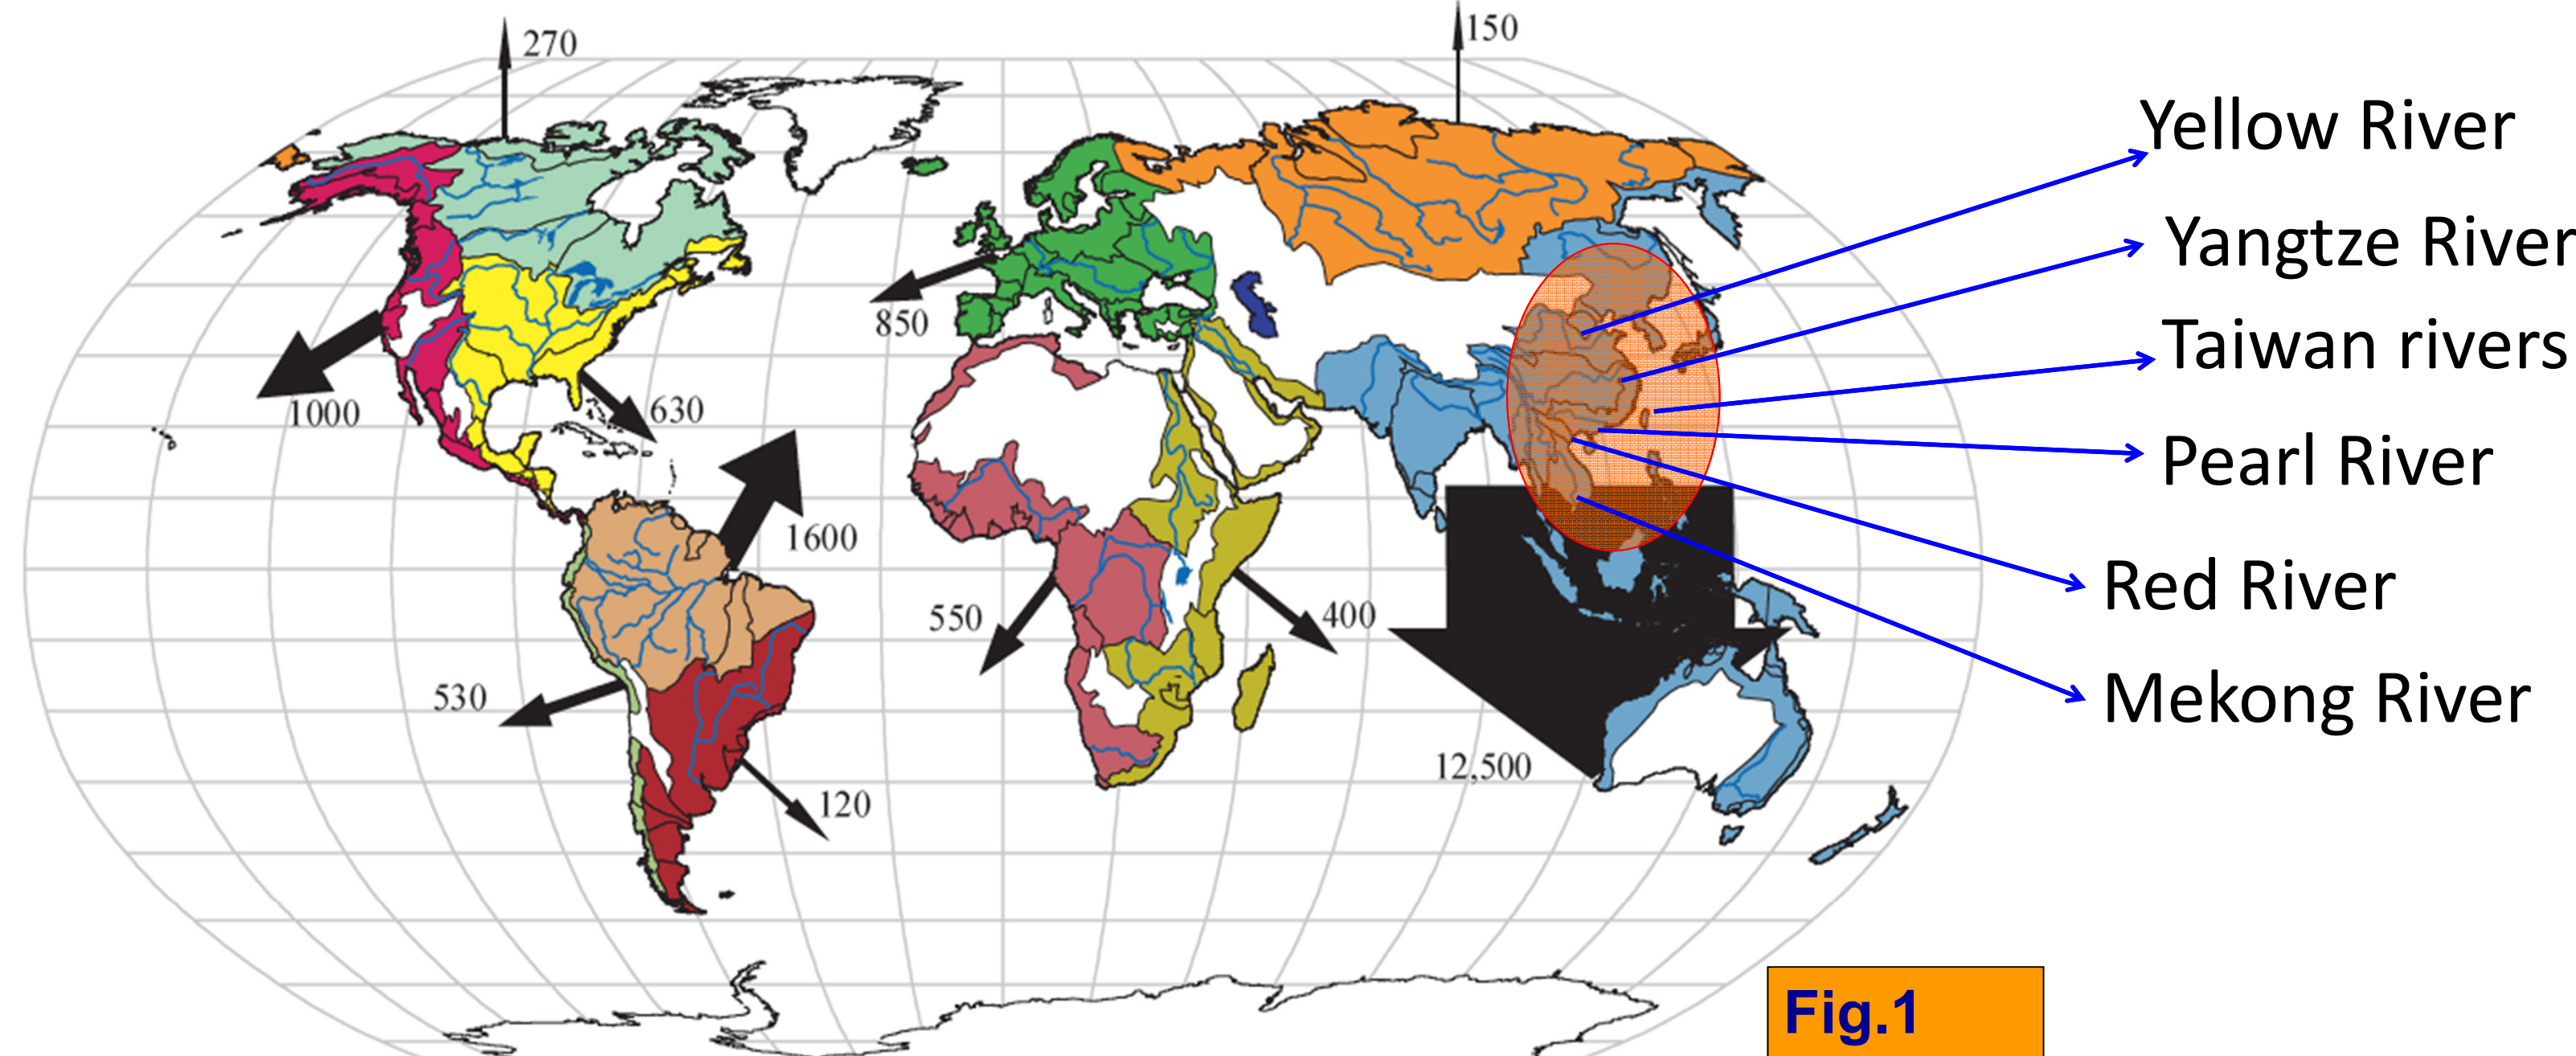 270
150
Yellow River
Yangtze River
850
Taiwan rivers
1000
630
Pearl River
1600
Red River
550
400
530
Mekong River
12,500
120
Fig.1